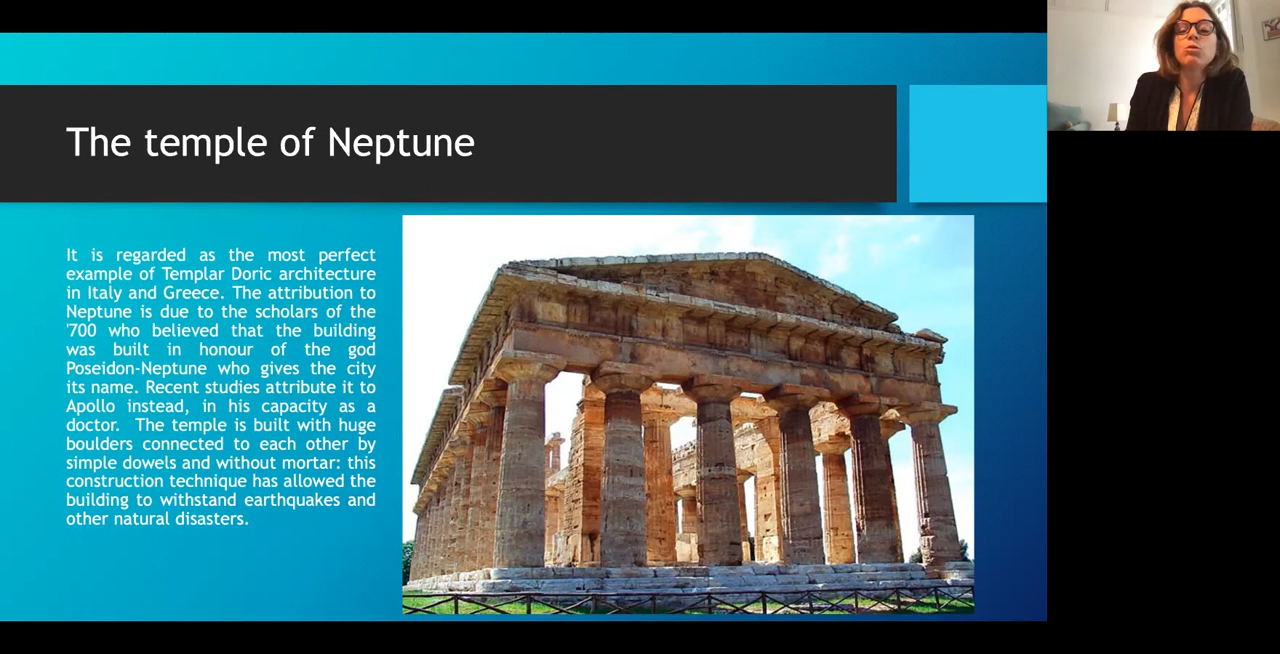 The temple of Neptune
It is regarded as the most perfect
example of Templar Doric architecture
in Italy and Greece. The attribution to
Neptune is due to the scholars of the
'700 who believed that the building
was built in honour of the god
Poseidon-Neptune who gives the city
its name. Recent studies attribute it to
Apollo instead, in his capacity as a
doctor. The temple is built with huge
boulders connected to each other by
simple dowels and without mortar: this
construction technique has allowed the
building to withstand earthquakes and
other natural disasters.